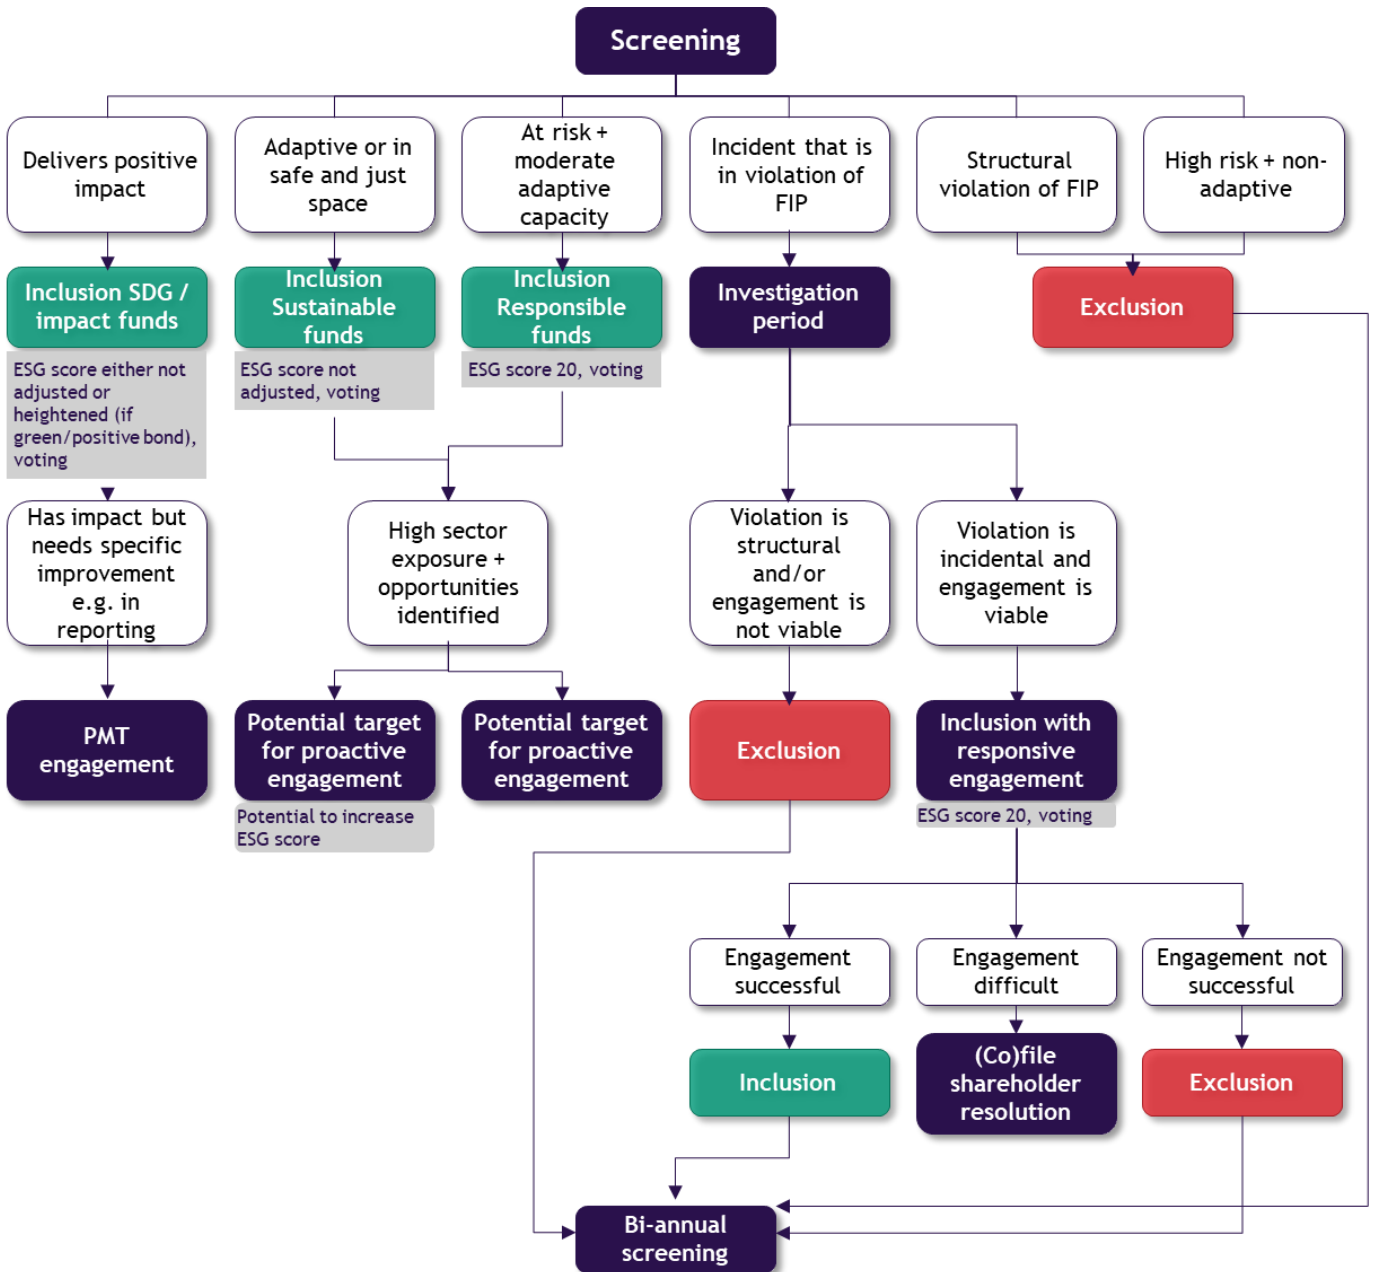 Screening
Delivers positive
impact
Adaptive or in
safe and just
space
At risk +
moderate
adaptive
capacity
Incident that is
in violation of
FIP
Structural
violation of FIP
High risk + non-
adaptive
Inclusion SDG /
impact funds
Inclusion
Sustainable
funds
Inclusion
Responsible
funds
Investigation
period
Exclusion
ESG score either not
adjusted or
heightened (if
green/positive bond),
voting
ESG score not
adjusted, voting
ESG score 20, voting
Has impact but
needs specific
improvement
e.g. in
reporting
High sector
exposure +
opportunities
identified
Violation is
structural
and/or
engagement is
not viable
Violation is
incidental and
engagement is
viable
PMT
engagement
Potential target
for proactive
engagement
Potential target
for proactive
engagement
Exclusion
Inclusion with
responsive
engagement
Potential to increase
ESG score
ESG score 20, voting
Engagement
successful
Engagement
difficult
Engagement not
successful
Inclusion
(Co)file
shareholder
resolution
Exclusion
Bi-annual
screening